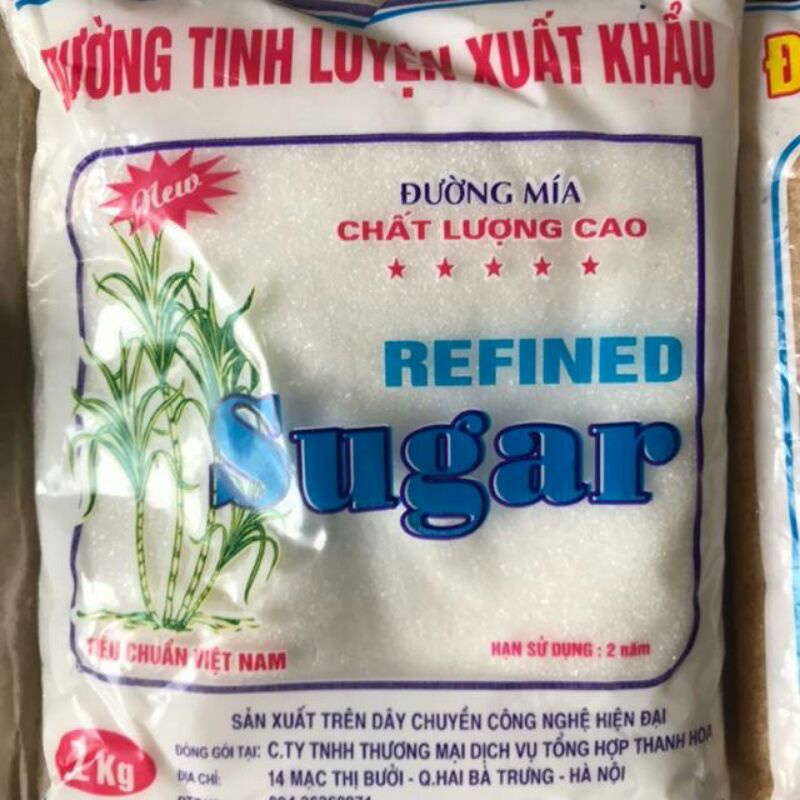 ĐƯỜNG TINH LUYỆN XUẤT KHẨU
New
ĐƯỜNG MÍA
CHẤT LƯỢNG CAO
REFINED
Sugar
TIÊU CHUẨN VIỆT NAM
HẠN SỬ DỤNG : 2 năm
SẢN XUẤT TRÊN DÂY CHUYỀN CÔNG NGHỆ HIỆN ĐẠI
ĐÓNG GÓI TẠI: C.TY TNHH THƯƠNG MẠI DỊCH VỤ TỔNG HỢP THANH HOA
1 Kg
ĐỊA CHỈ: 14 MẠC THỊ BƯỞI - Q.HAI BÀ TRƯNG - HÀ NỘI
Đ